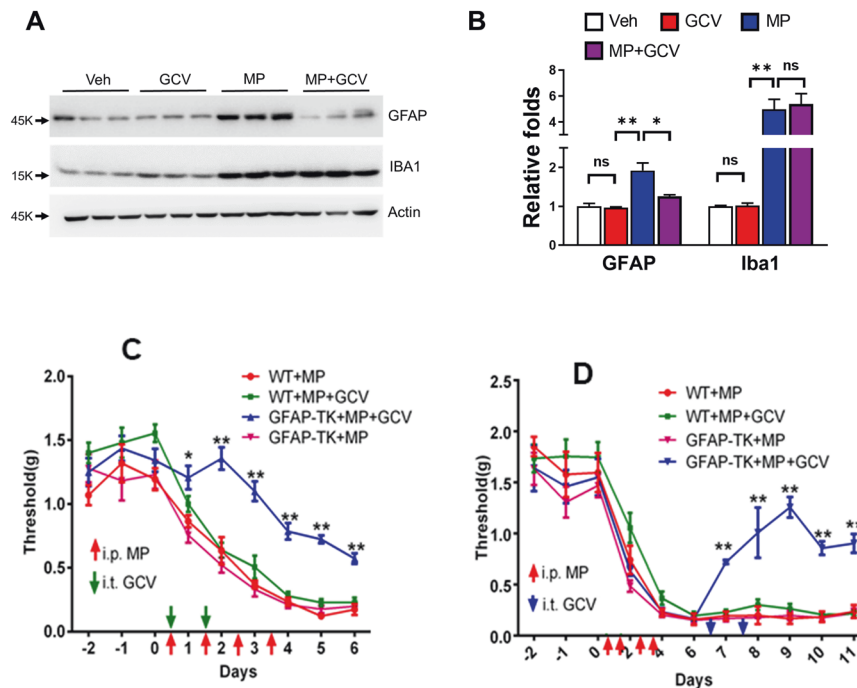 A
Veh GCV MP MP+GCV
45K GFAP
15K IBA1
45K Actin
B
Veh GCV MP
MP+GCV
Relative folds
8
6
4
2
1
0
ns ** * ns ** ns
GFAP Iba1
C
WT+MP
WT+MP+GCV
GFAP-TK+MP+GCV
GFAP-TK+MP
Threshold(g)
2.0
1.5
1.0
0.5
0.0
* ** ** ** ** **
i.p. MP
i.t. GCV
-2 -1 0 1 2 3 4 5 6
Days
D
WT+MP
WT+MP+GCV
GFAP-TK+MP
GFAP-TK+MP+GCV
Threshold(g)
2.5
2.0
1.5
1.0
0.5
0.0
** ** ** ** **
i.p. MP
i.t. GCV
-2 -1 0 2 4 6 7 8 9 10 11
Days